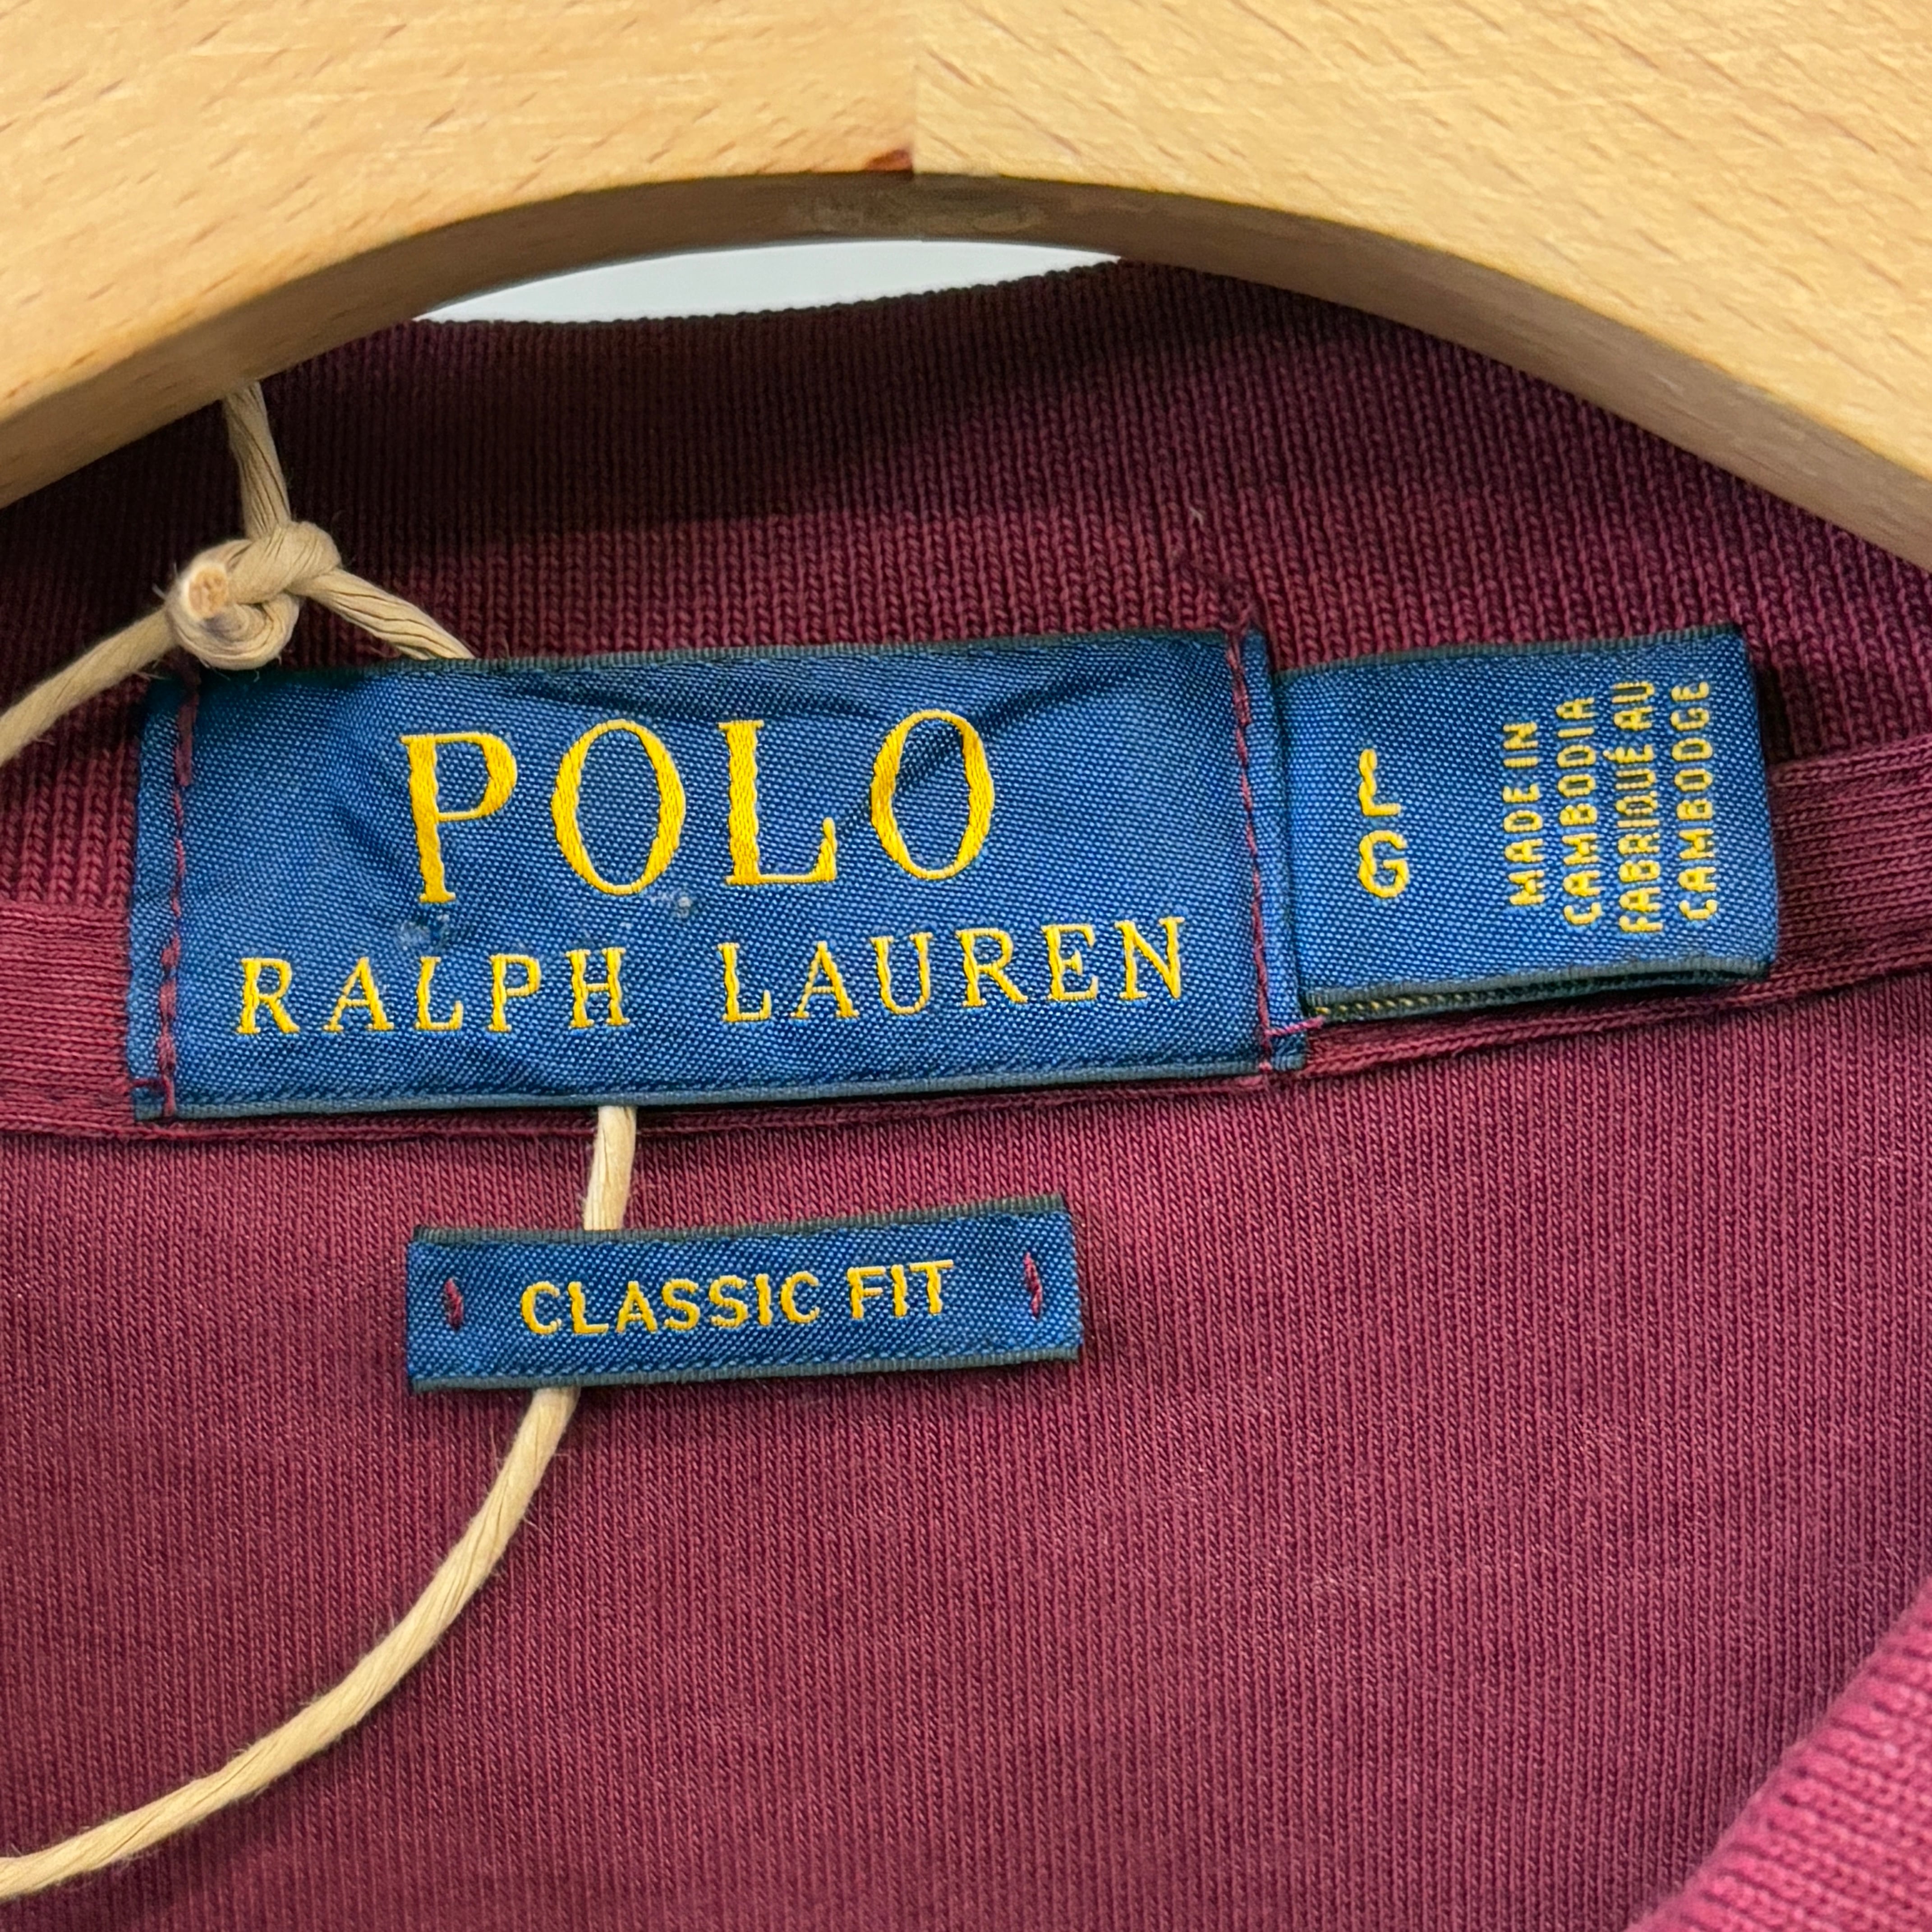 POLO
RALPH LAUREN
L
G
MADE IN
CAMBODIA
FABRIQUÉ AU
CAMBODGE
CLASSIC FIT